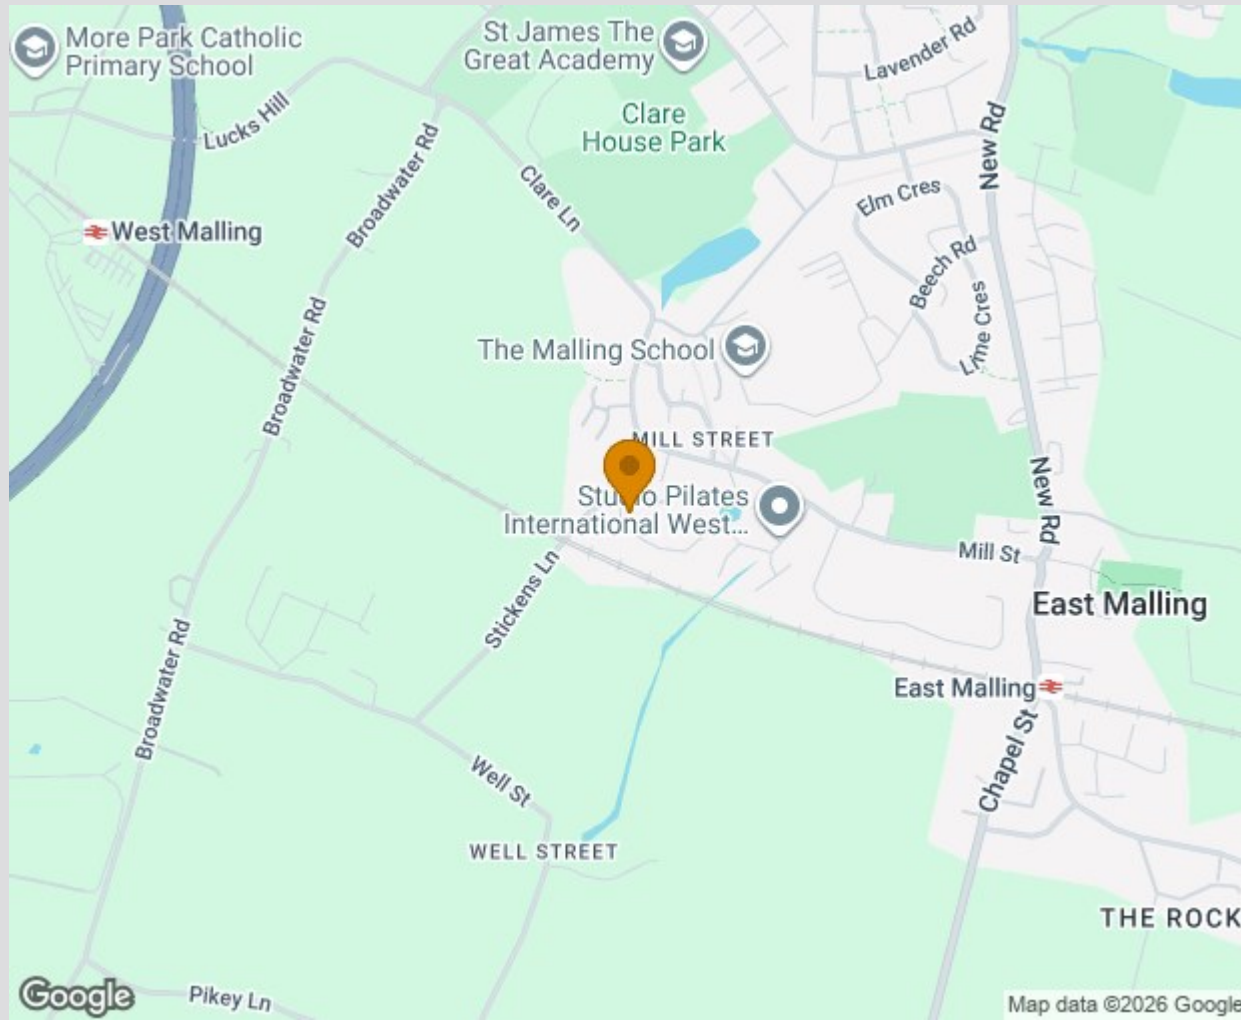 More Park Catholic
Primary School
St James The
Great Academy
Lavender Rd
Lucks Hill
Clare
House Park
New Rd
Broadwater Rd
Clare Ln
Elm Cres
West Malling
Beech Rd
Lime Cres
Broadwater Rd
The Malling School
MILL STREET
Studio Pilates
International West...
New Rd
Mill St
Stickens Ln
East Malling
Broadwater Rd
East Malling
Chapel St
Well St
WELL STREET
THE ROCK
Pikey Ln
Google
Map data ©2026 Google